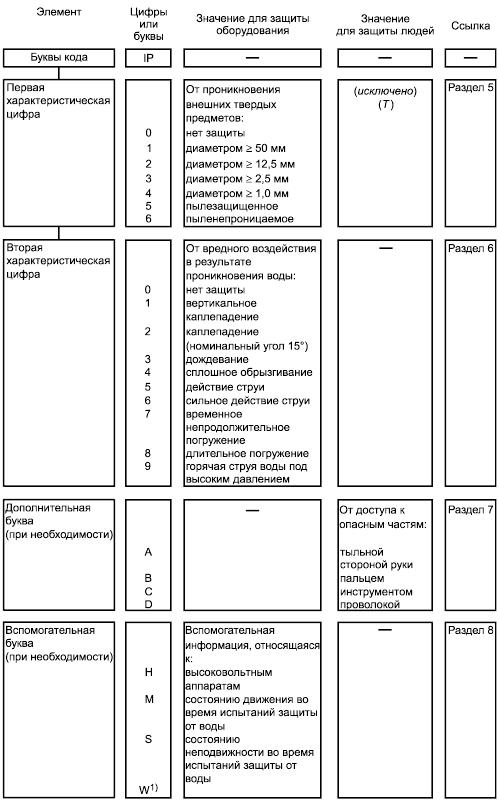 Элемент
Цифры
или
буквы
Значение для защиты
оборудования
Значение
для защиты людей
Ссылка
Буквы кода
IP
—
—
—
Первая
характеристическая
цифра
От проникновения
внешних твердых
предметов:
0 нет защиты
1 диаметром ≥ 50 мм
2 диаметром ≥ 12,5 мм
3 диаметром ≥ 2,5 мм
4 диаметром ≥ 1,0 мм
5 пылезащищенное
6 пыленепроницаемое
(исключено)
(T)
Раздел 5
Вторая
характеристическая
цифра
От вредного воздействия
в результате
проникновения воды:
0 нет защиты
1 вертикальное
каплепадение
2 каплепадение
(номинальный угол 15°)
3 дождевание
4 сплошное обрызгивание
5 действие струи
6 сильное действие струи
7 временное
непродолжительное
погружение
8 длительное погружение
9 горячая струя воды под
высоким давлением
—
Раздел 6
Дополнительная
буква
(при необходимости)
—
От доступа к
опасным частям:
A тыльной
стороной руки
B пальцем
C инструментом
D проволокой
Раздел 7
Вспомогательная
буква
(при необходимости)
Вспомогательная
информация, относящаяся
к:
H высоковольтным
аппаратам
M состоянию движения во
время испытаний защиты
от воды
S состоянию
неподвижности во время
испытаний защиты от
воды
W1)
—
Раздел 8